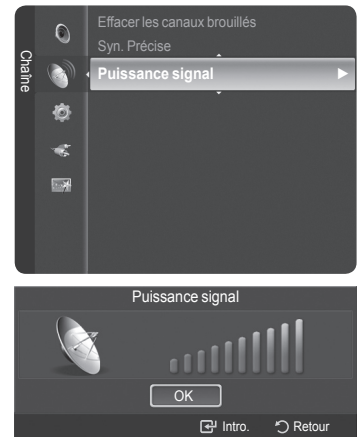 Chaîne
Effacer les canaux brouillés
Syn. Précise
Puissance signal
Puissance signal
OK
Intro. Retour